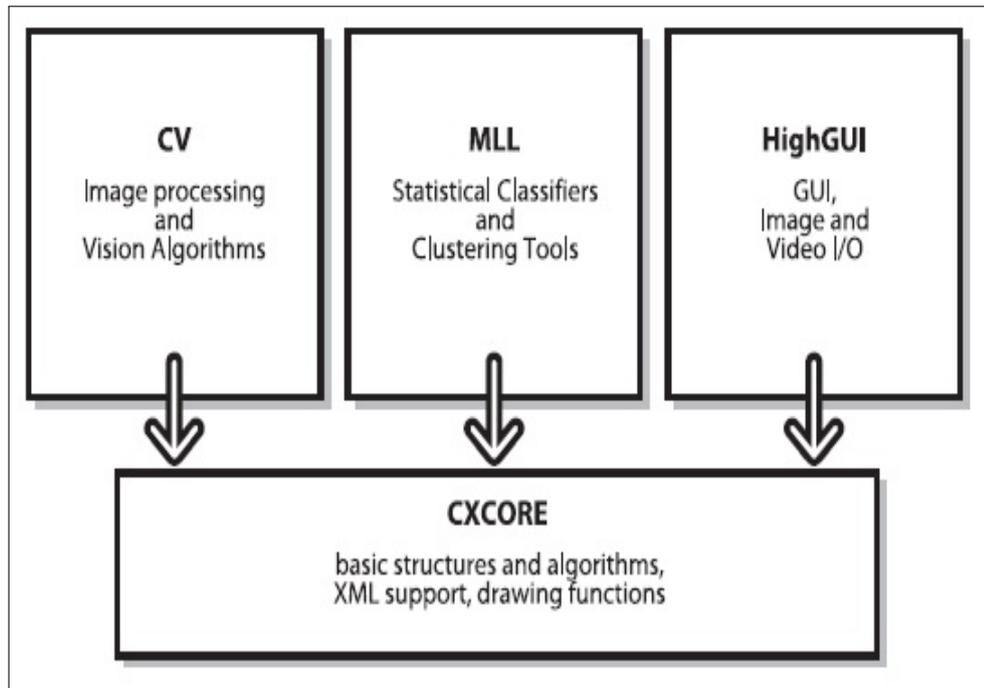 CV
Image processing
and
Vision Algorithms
MLL
Statistical Classifiers
and
Clustering Tools
HighGUI
GUI,
Image and
Video I/O
CXCORE
basic structures and algorithms,
XML support, drawing functions